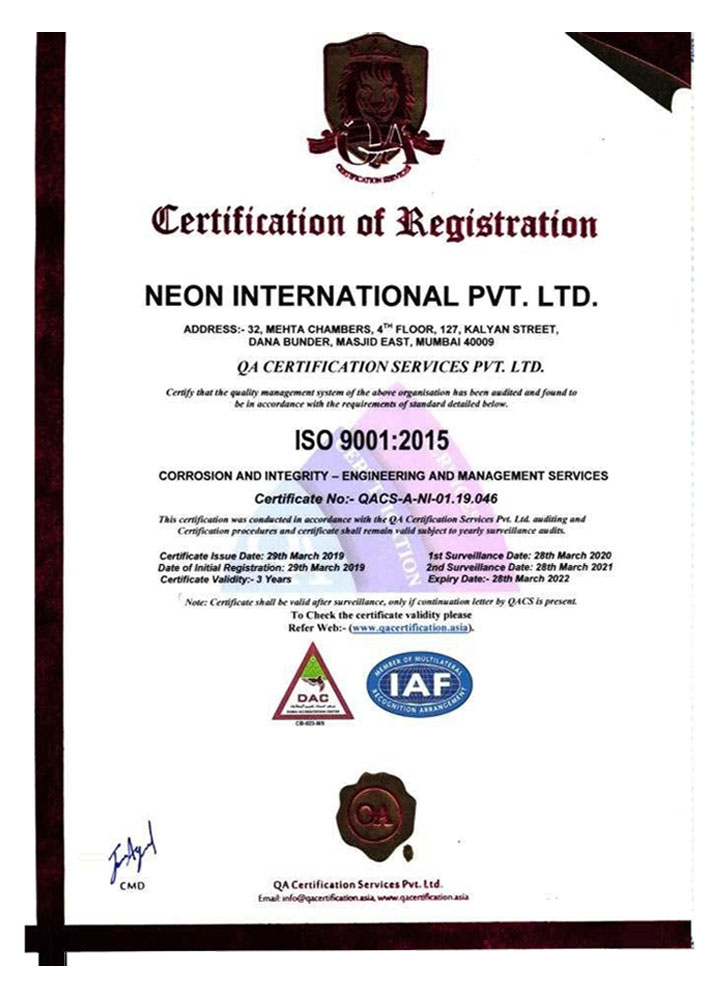 QA
CERTIFICATION SERVICES
Certification of Registration
NEON INTERNATIONAL PVT. LTD.
ADDRESS:- 32, MEHTA CHAMBERS, 4TH FLOOR, 127, KALYAN STREET,
DANA BUNDER, MASJID EAST, MUMBAI 40009
QA CERTIFICATION SERVICES PVT. LTD.
Certify that the quality management system of the above organisation has been audited and found to
be in accordance with the requirements of standard detailed below.
ISO 9001:2015
CORROSION AND INTEGRITY – ENGINEERING AND MANAGEMENT SERVICES
Certificate No:- QACS-A-NI-01.19.046
This certification was conducted in accordance with the QA Certification Services Pvt. Ltd. auditing and
Certification procedures and certificate shall remain valid subject to yearly surveillance audits.
Certificate Issue Date: 29th March 2019 1st Surveillance Date: 28th March 2020
Date of Initial Registration: 29th March 2019 2nd Surveillance Date: 28th March 2021
Certificate Validity:- 3 Years Expiry Date:- 28th March 2022
Note: Certificate shall be valid after surveillance, only if continuation letter by QACS is present.
To Check the certificate validity please
Refer Web:- (www.qacertification.asia).
DAC
DUBAI ACCREDITATION CENTER
CB-023-MS
MEMBER OF MULTILATERAL
IAF
RECOGNITION ARRANGEMENT
QA
CMD
QA Certification Services Pvt. Ltd.
Email: info@qacertification.asia, www.qacertification.asia